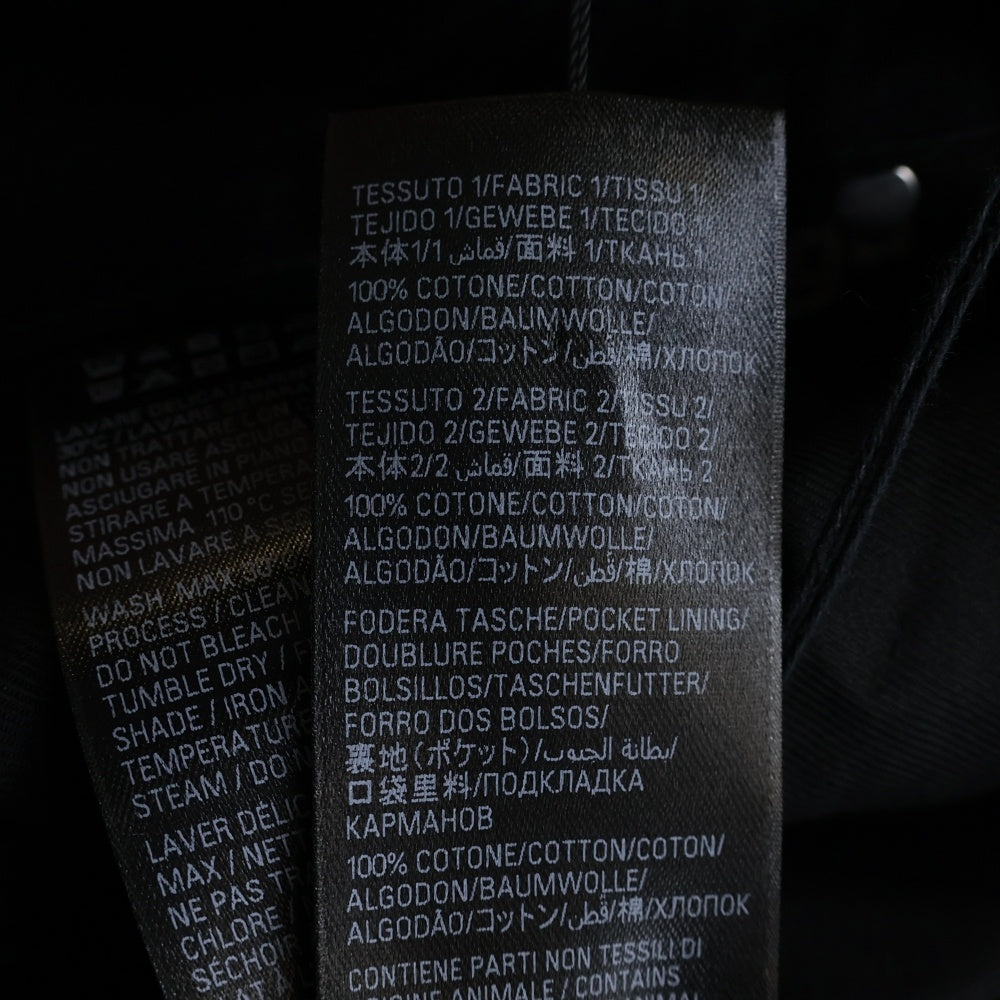 TESSUTO 1/FABRIC 1/TISSU 1/
TEJIDO 1/GEWEBE 1/TECIDO 1/
本体1/1 قماش/面料 1/ТКАНЬ 1
100% COTONE/COTTON/COTON/
ALGODON/BAUMWOLLE/
ALGODÃO/コットン/قطن/棉/ХЛОПОК
TESSUTO 2/FABRIC 2/TISSU 2/
TEJIDO 2/GEWEBE 2/TECIDO 2/
本体2/2 قماش/面料 2/ТКАНЬ 2
100% COTONE/COTTON/COTON/
ALGODON/BAUMWOLLE/
ALGODÃO/コットン/قطن/棉/ХЛОПОК
FODERA TASCHE/POCKET LINING/
DOUBLURE POCHES/FORRO
BOLSILLOS/TASCHENFUTTER/
FORRO DOS BOLSOS/
裏地(ポケット)/بطانة الجيوب/
口袋里料/ПОДКЛАДКА
КАРМАНОВ
100% COTONE/COTTON/COTON/
ALGODON/BAUMWOLLE/
ALGODÃO/コットン/قطن/棉/ХЛОПОК
CONTIENE PARTI NON TESSILI DI
ORIGINE ANIMALE / CONTAINS
LAVARE DELICATAMENTE
30°C / LAVARE
NON TRATTARE
NON USARE ASCIUGA
ASCIUGARE IN PIANO
STIRARE A TEMPERA
MASSIMA 110 °C SE
NON LAVARE A SE
WASH MAX 30
PROCESS / CLEAN
DO NOT BLEACH
TUMBLE DRY /
SHADE / IRON A
TEMPERATURE
STEAM / DO N
LAVER DÉLIC
MAX / NETT
NE PAS TR
CHLORE /
SÉCHOIR